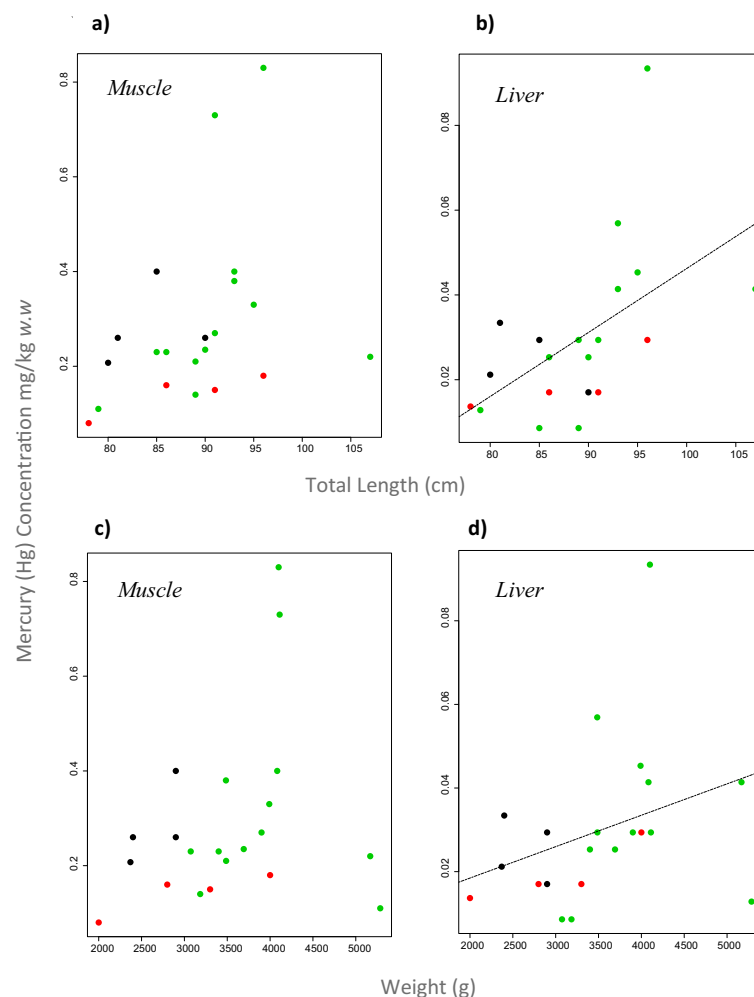 a)
b)
Muscle
Liver
0.8
0.6
0.4
0.2
0.08
0.06
0.04
0.02
80 85 90 95 100 105
80 85 90 95 100 105
Total Length (cm)
Mercury (Hg) Concentration mg/kg w.w
c)
d)
Muscle
Liver
0.8
0.6
0.4
0.2
0.08
0.06
0.04
0.02
2000 2500 3000 3500 4000 4500 5000
2000 2500 3000 3500 4000 4500 5000
Weight (g)